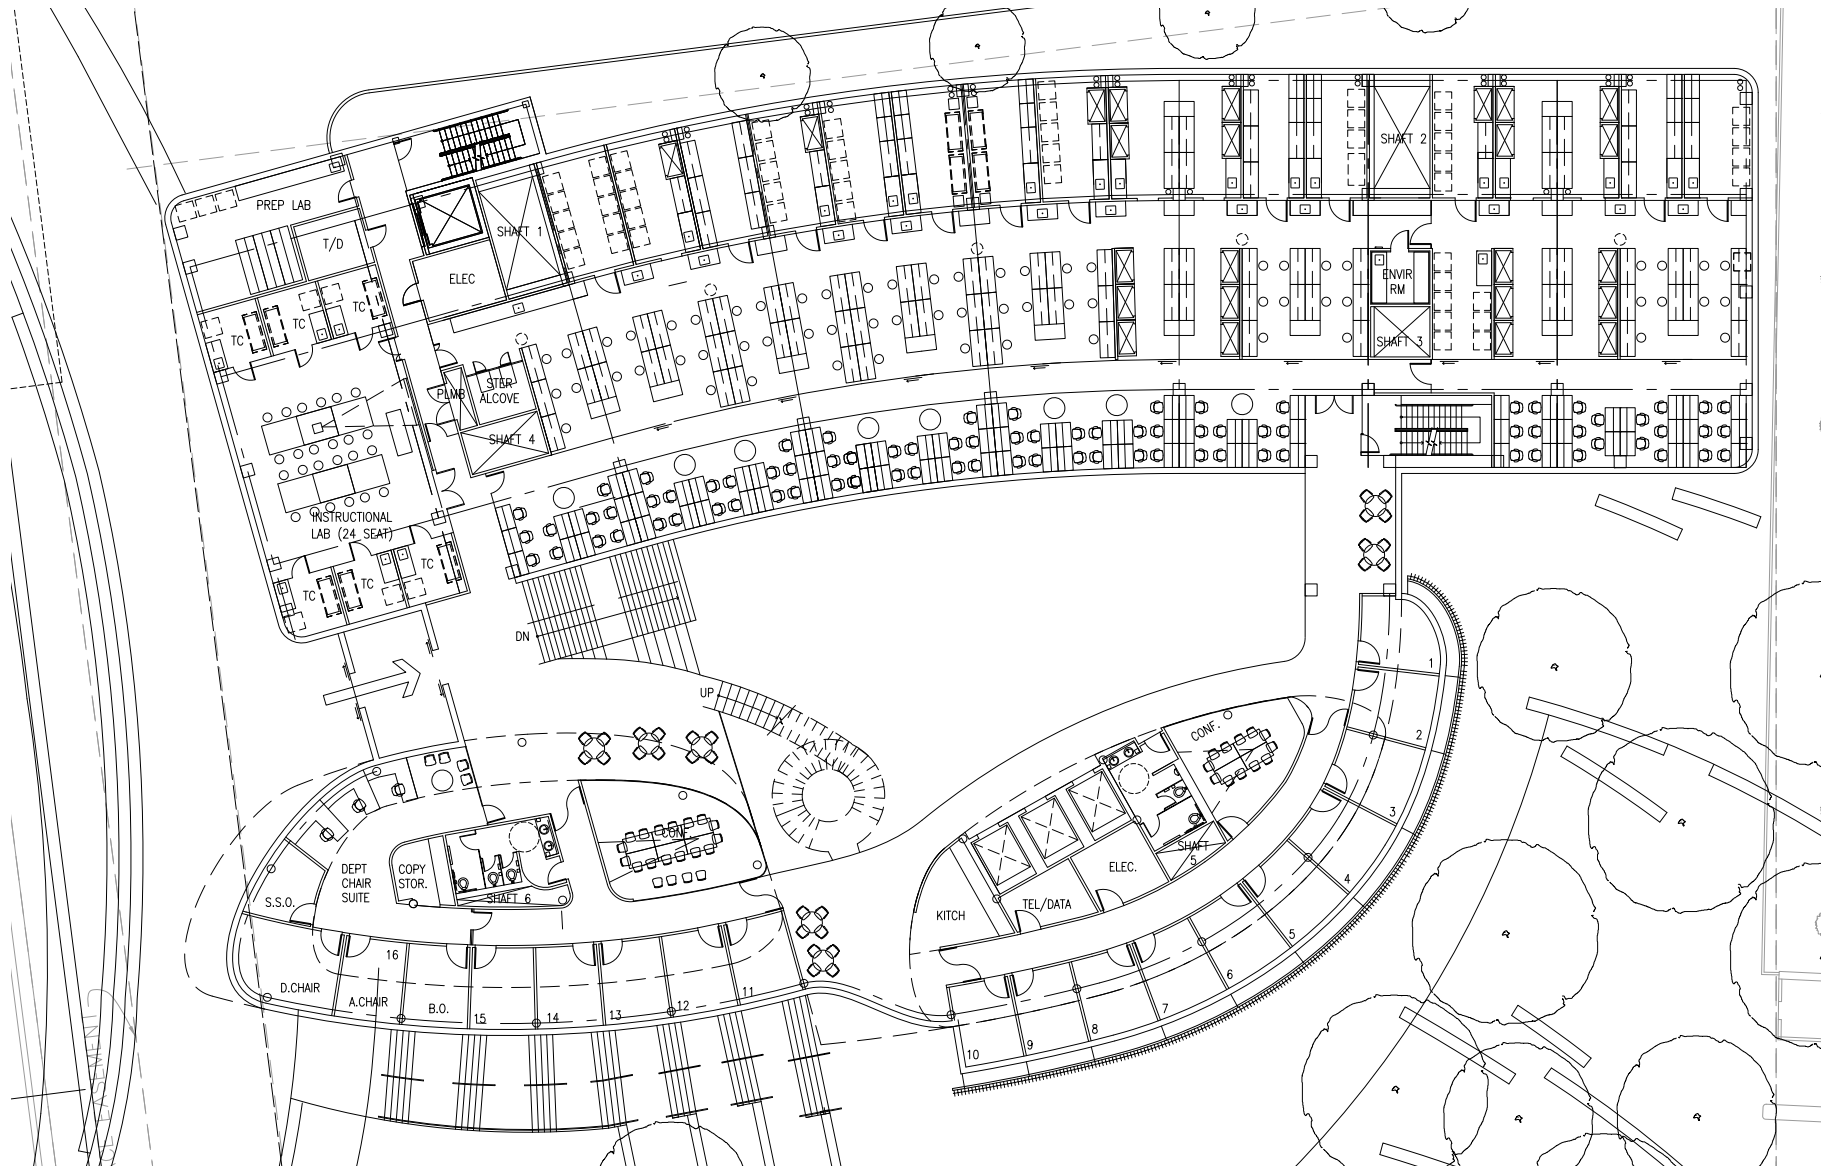 PREP LAB
T/D
SHAFT 1
SHAFT 2
ELEC
ENVIR
RM
TC
TC
TC
SHAFT 3
PLMB
STER
ALCOVE
SHAFT 4
INSTRUCTIONAL
LAB (24 SEAT)
TC
TC
TC
DN
UP
1
CONF.
2
3
CONF.
SHAFT
5
ELEC.
4
DEPT
CHAIR
SUITE
COPY
STOR.
SHAFT 6
S.S.O.
TEL/DATA
KITCH
5
16
6
D.CHAIR
A.CHAIR
B.O.
15
14
13
12
11
7
8
9
10